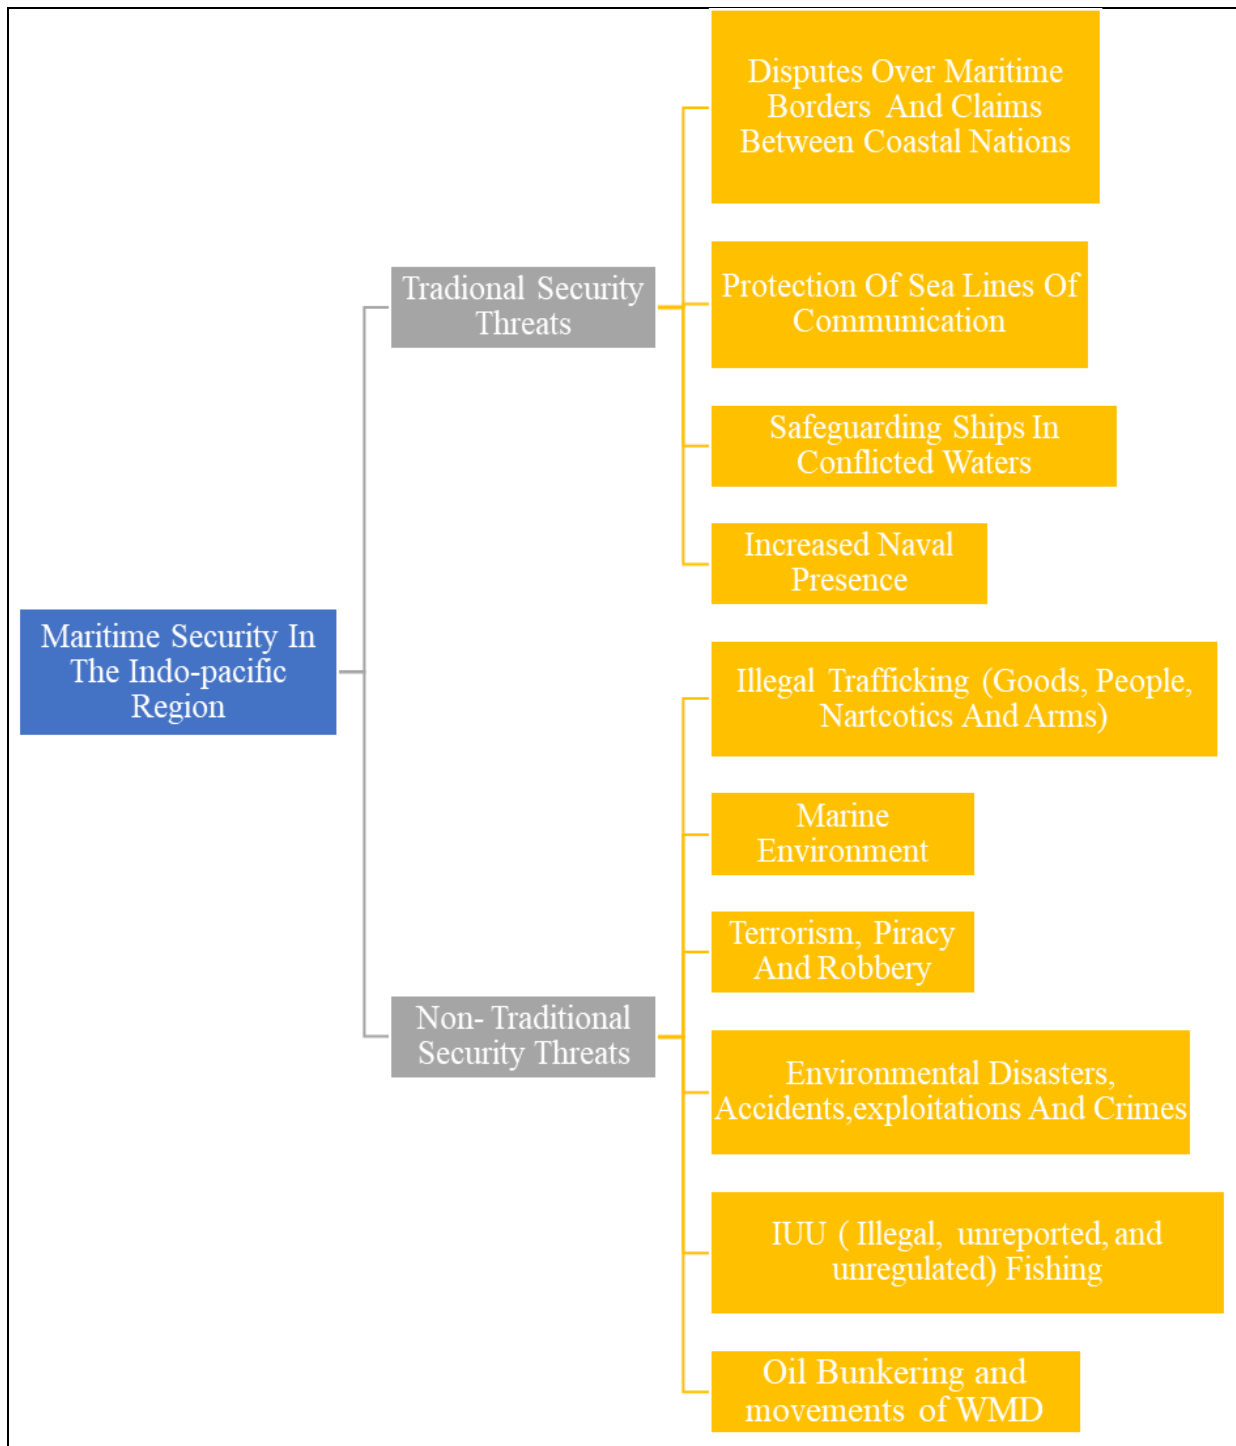 Disputes Over Maritime
Borders And Claims
Between Coastal Nations
Tradional Security
Threats
Protection Of Sea Lines Of
Communication
Safeguarding Ships In
Conflicted Waters
Increased Naval
Presence
Maritime Security In
The Indo-pacific
Region
Illegal Trafficking (Goods, People,
Nartcotics And Arms)
Marine
Environment
Terrorism, Piracy
And Robbery
Non- Traditional
Security Threats
Environmental Disasters,
Accidents,exploitations And Crimes
IUU ( Illegal, unreported, and
unregulated) Fishing
Oil Bunkering and
movements of WMD